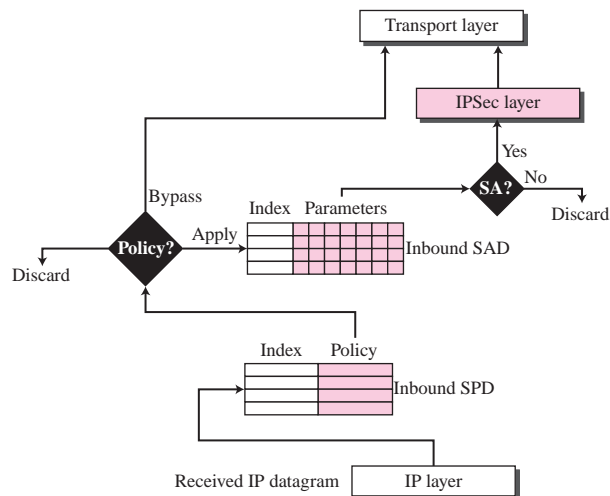 Transport layer
IPSec layer
Yes
SA?
No
Discard
Bypass
Index Parameters
Policy?
Apply
Inbound SAD
Discard
Index Policy
Inbound SPD
Received IP datagram
IP layer